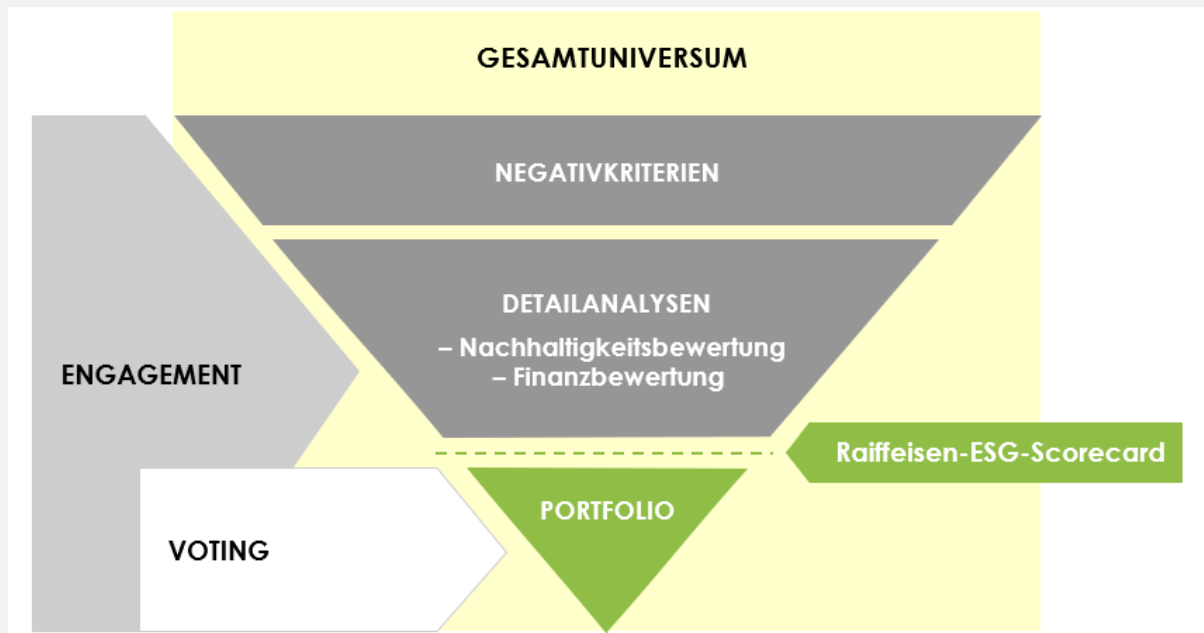 GESAMTUNIVERSUM
NEGATIVKRITERIEN
DETAILANALYSEN
– Nachhaltigkeitsbewertung
– Finanzbewertung
ENGAGEMENT
Raiffeisen-ESG-Scorecard
PORTFOLIO
VOTING